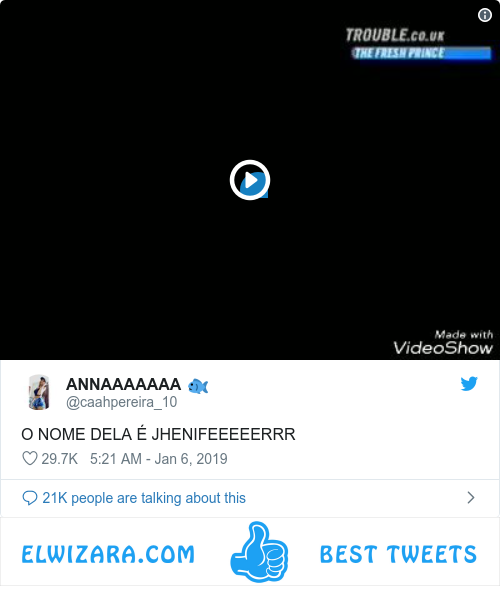 TROUBLE.CO.UK
THE FRESH PRINCE
Made with
VideoShow
ANNAAAAAAA 🐟
@caahpereira_10
O NOME DELA É JHENIFEEEEERRR
29.7K 5:21 AM - Jan 6, 2019
21K people are talking about this
ELWIZARA.COM BEST TWEETS